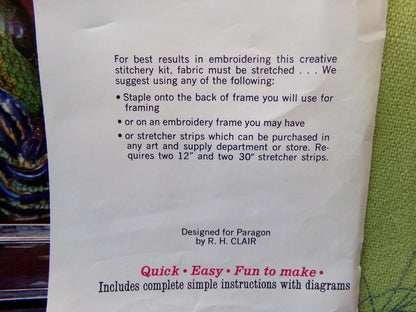 For best results in embroidering this creative
stitchery kit, fabric must be stretched . . . We
suggest using any of the following:
• Staple onto the back of frame you will use for
framing
• or on an embroidery frame you may have
• or stretcher strips which can be purchased in
any art and supply department or store. Re-
quires two 12" and two 30" stretcher strips.
Designed for Paragon
by R. H. CLAIR
Quick • Easy • Fun to make •
Includes complete simple instructions with diagrams